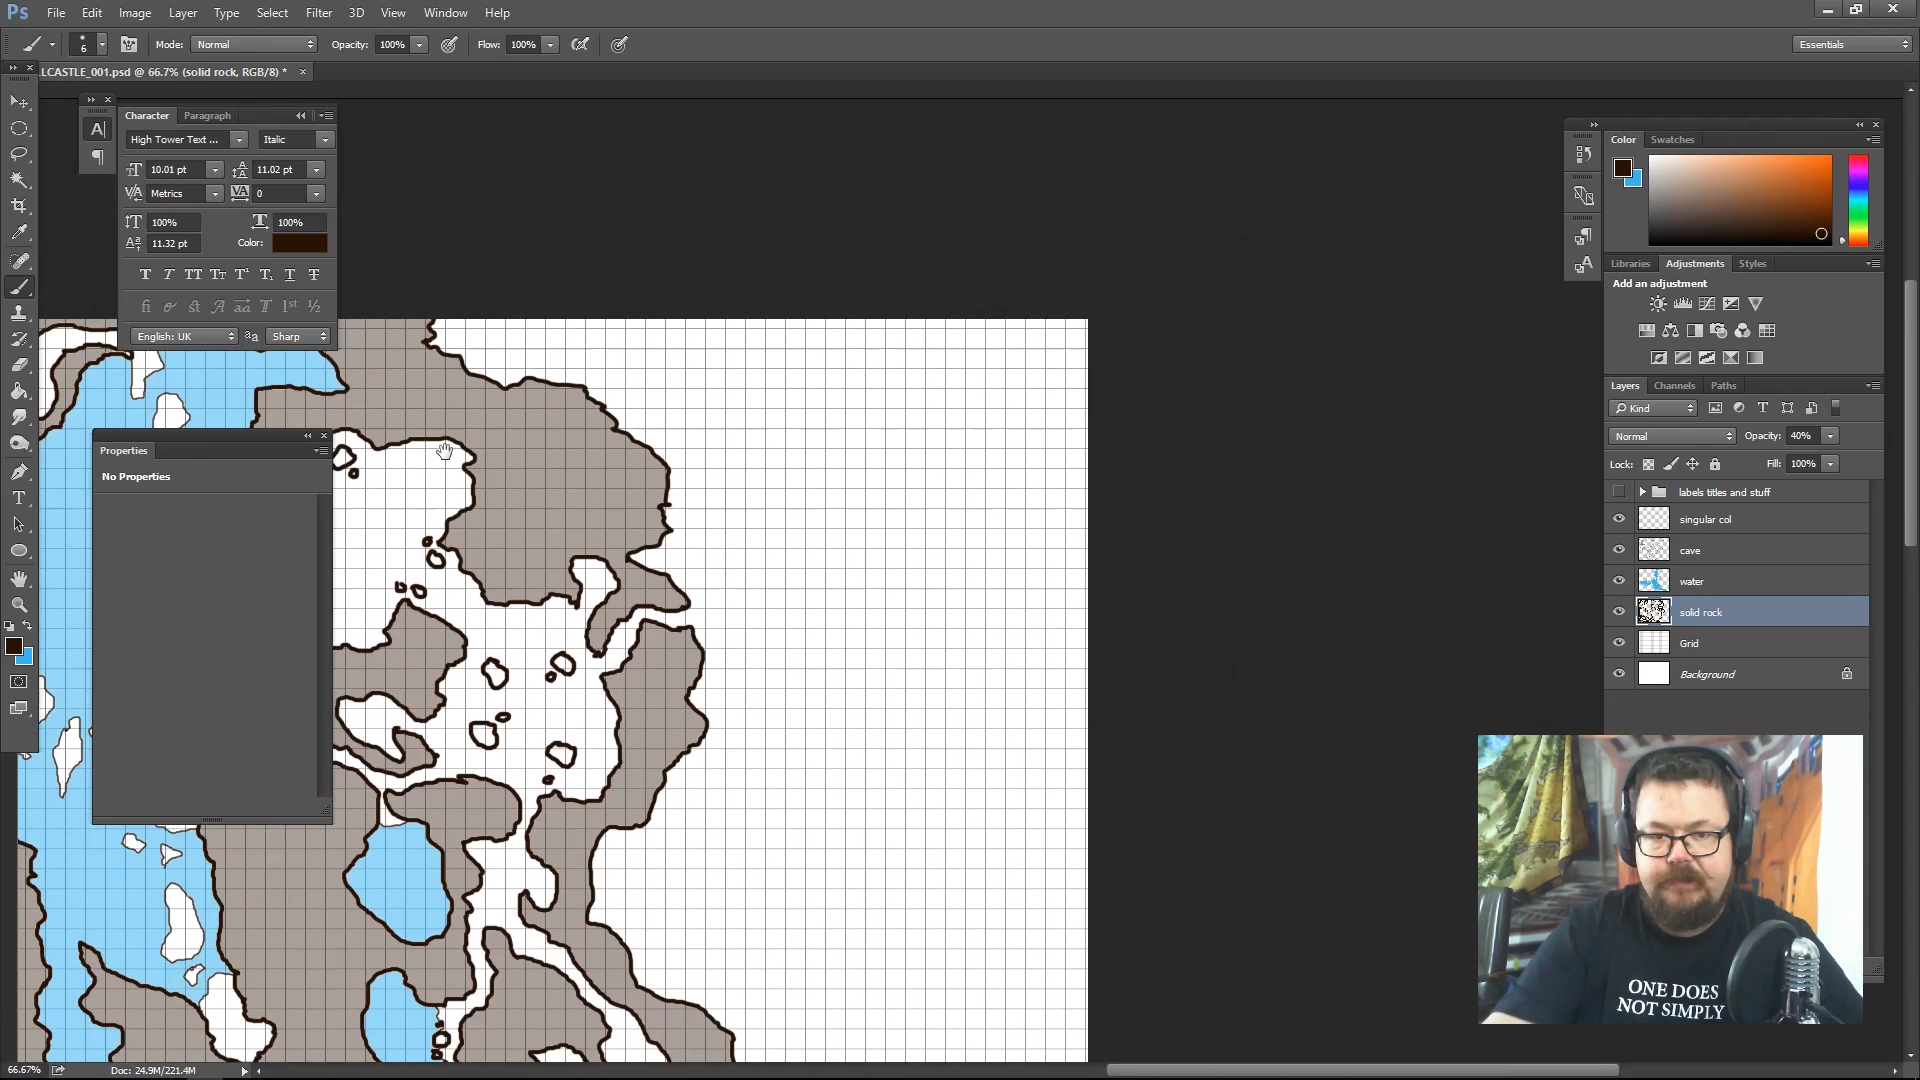 Ps File Edit Image Layer Type Select Filter 3D View Window Help
6 Mode: Normal Opacity: 100% Flow: 100% Essentials
LCASTLE_001.psd @ 66.7% (solid rock, RGB/8) *
Character Paragraph
High Tower Text ... Italic
10.01 pt 11.02 pt
Metrics 0
100% 100%
11.32 pt Color:
English: UK Sharp
Properties
No Properties
Color Swatches
Libraries Adjustments Styles
Add an adjustment
Layers Channels Paths
Kind
Normal Opacity: 40%
Lock: Fill: 100%
labels titles and stuff
singular col
cave
water
solid rock
Grid
Background
ONE DOES
NOT SIMPLY
66.67% Doc: 24.9M/221.4M